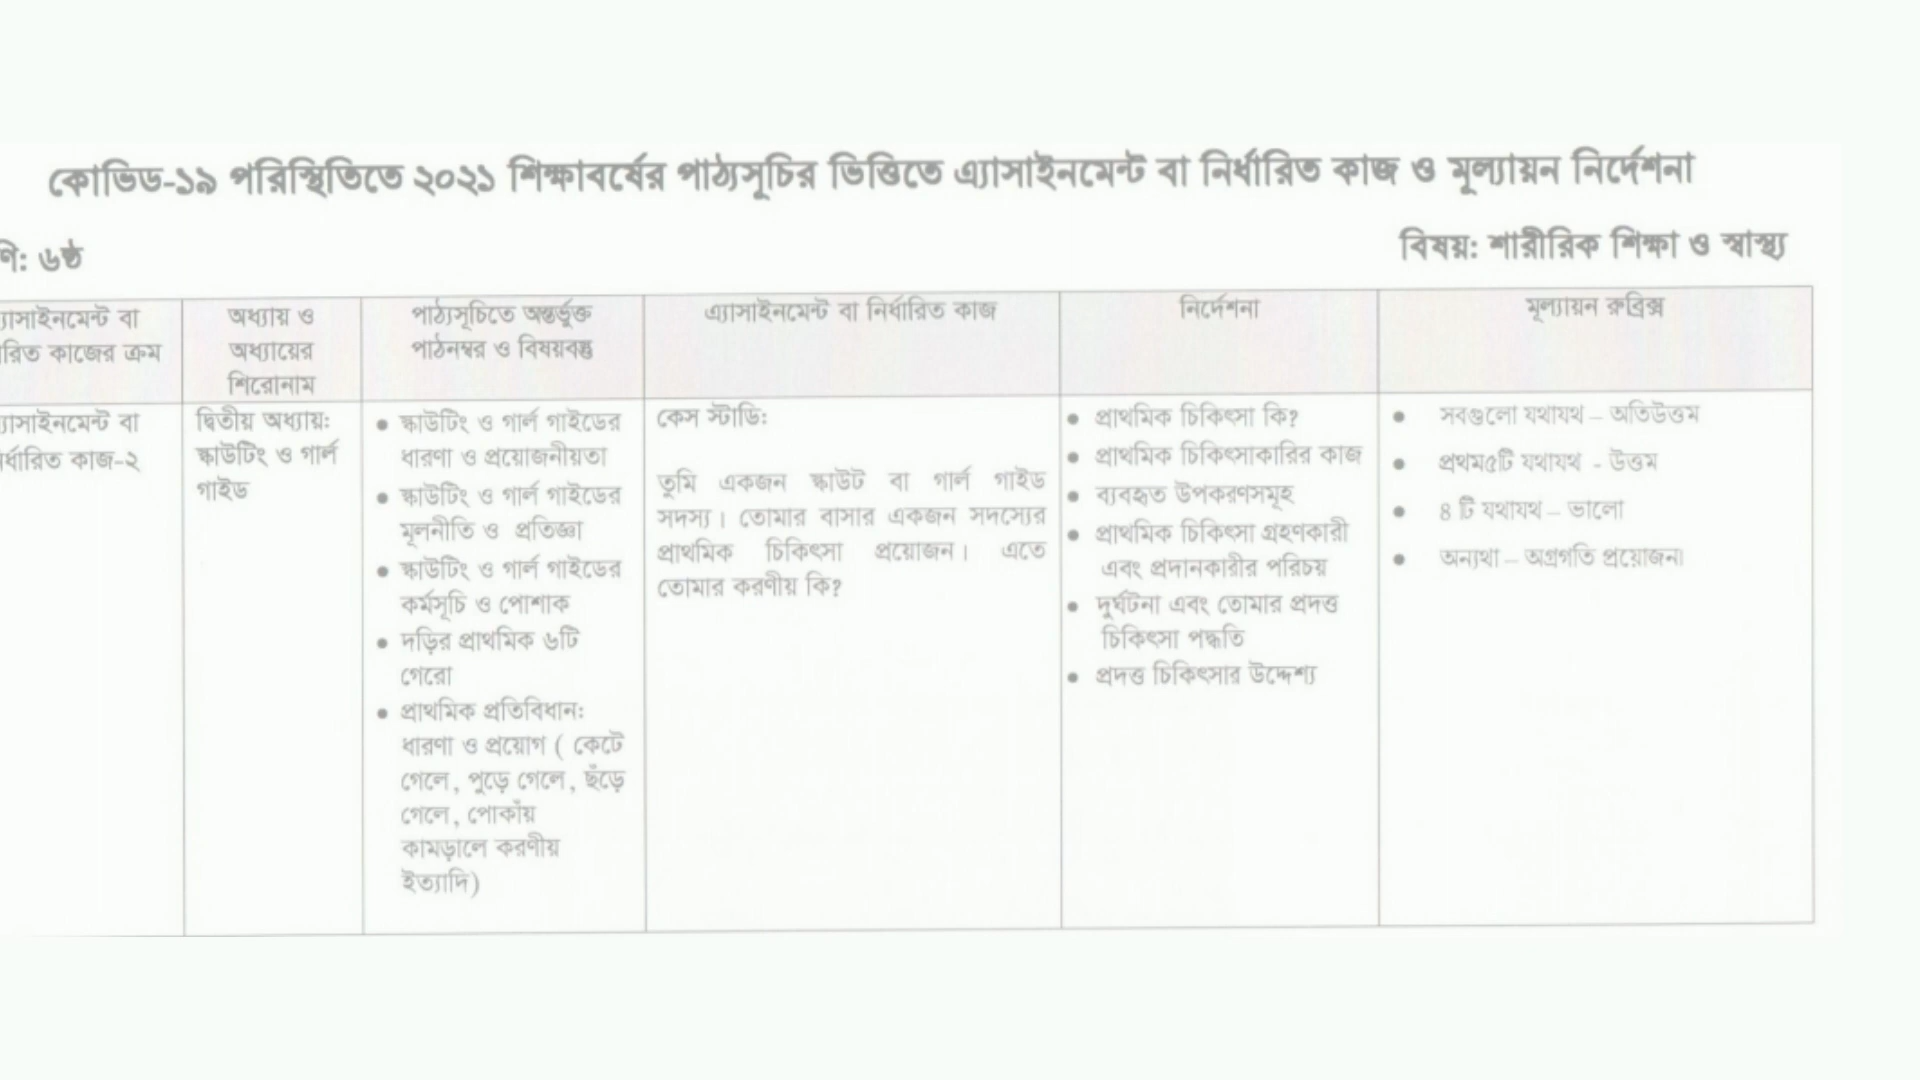 কোভিড-১৯ পরিস্থিতিতে ২০২১ শিক্ষাবর্ষের পাঠ্যসূচির ভিত্তিতে এ্যাসাইনমেন্ট বা নির্ধারিত কাজ ও মূল্যায়ন নির্দেশনা
ণি: ৬ষ্ঠ
বিষয়: শারীরিক শিক্ষা ও স্বাস্থ্য
্যাসাইনমেন্ট বা
রিত কাজের ক্রম
অধ্যায় ও
অধ্যায়ের
শিরোনাম
পাঠ্যসূচিতে অন্তর্ভুক্ত
পাঠনম্বর ও বিষয়বস্তু
এ্যাসাইনমেন্ট বা নির্ধারিত কাজ
নির্দেশনা
মূল্যায়ন রুব্রিক্স
্যাসাইনমেন্ট বা
র্ধারিত কাজ-২
দ্বিতীয় অধ্যায়:
স্কাউটিং ও গার্ল
গাইড
• স্কাউটিং ও গার্ল গাইডের
ধারণা ও প্রয়োজনীয়তা
• স্কাউটিং ও গার্ল গাইডের
মূলনীতি ও প্রতিজ্ঞা
• স্কাউটিং ও গার্ল গাইডের
কর্মসূচি ও পোশাক
• দড়ির প্রাথমিক ৬টি
গেরো
• প্রাথমিক প্রতিবিধান:
ধারণা ও প্রয়োগ ( কেটে
গেলে, পুড়ে গেলে, ছঁড়ে
গেলে, পোকাঁয়
কামড়ালে করণীয়
ইত্যাদি)
কেস স্টাডি:
তুমি একজন স্কাউট বা গার্ল গাইড
সদস্য। তোমার বাসার একজন সদস্যের
প্রাথমিক চিকিৎসা প্রয়োজন। এতে
তোমার করণীয় কি?
• প্রাথমিক চিকিৎসা কি?
• প্রাথমিক চিকিৎসাকারির কাজ
• ব্যবহৃত উপকরণসমূহ
• প্রাথমিক চিকিৎসা গ্রহণকারী
এবং প্রদানকারীর পরিচয়
• দুর্ঘটনা এবং তোমার প্রদত্ত
চিকিৎসা পদ্ধতি
• প্রদত্ত চিকিৎসার উদ্দেশ্য
• সবগুলো যথাযথ – অতিউত্তম
• প্রথম৫টি যথাযথ - উত্তম
• ৪ টি যথাযথ – ভালো
• অন্যথা – অগ্রগতি প্রয়োজনা